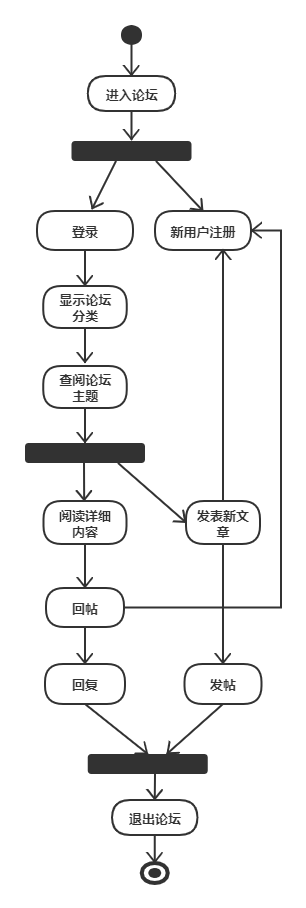 进入论坛
登录
新用户注册
显示论坛
分类
查阅论坛
主题
阅读详细
内容
发表新文
章
回帖
回复
发帖
退出论坛